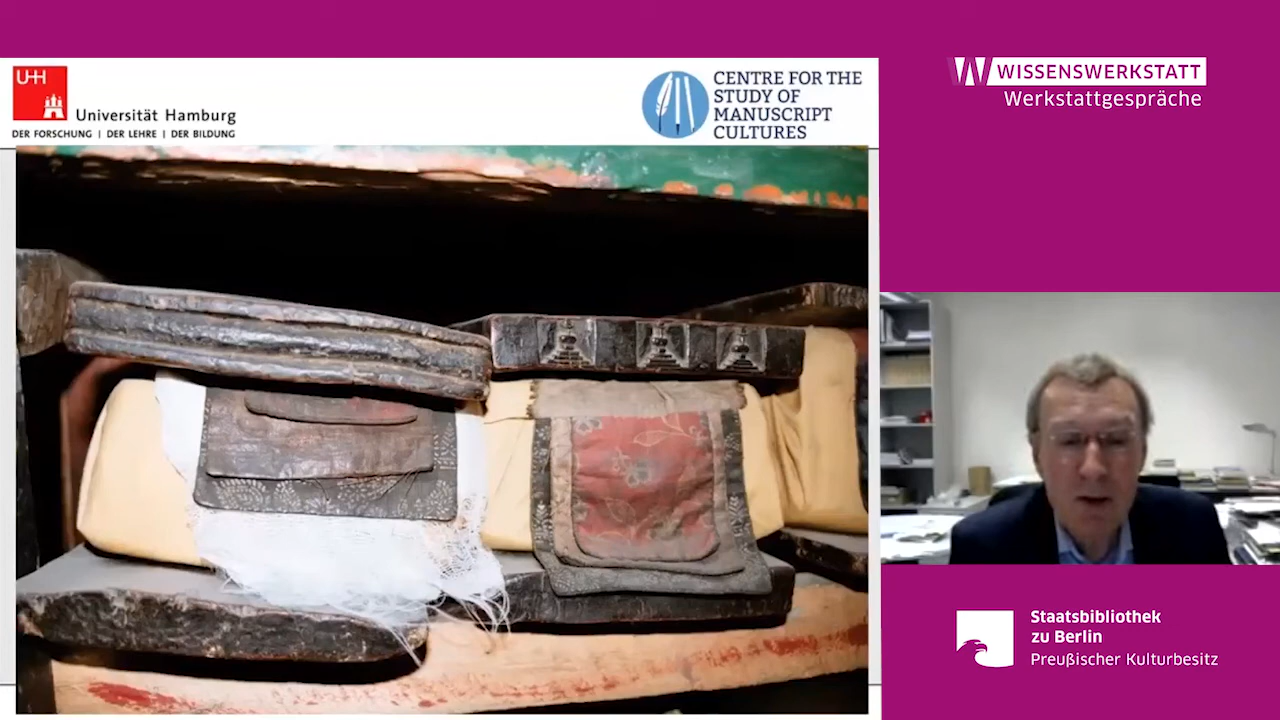 UHH
Universität Hamburg
DER FORSCHUNG | DER LEHRE | DER BILDUNG
CENTRE FOR THE
STUDY OF
MANUSCRIPT
CULTURES
W WISSENSWERKSTATT
Werkstattgespräche
Staatsbibliothek
zu Berlin
Preußischer Kulturbesitz